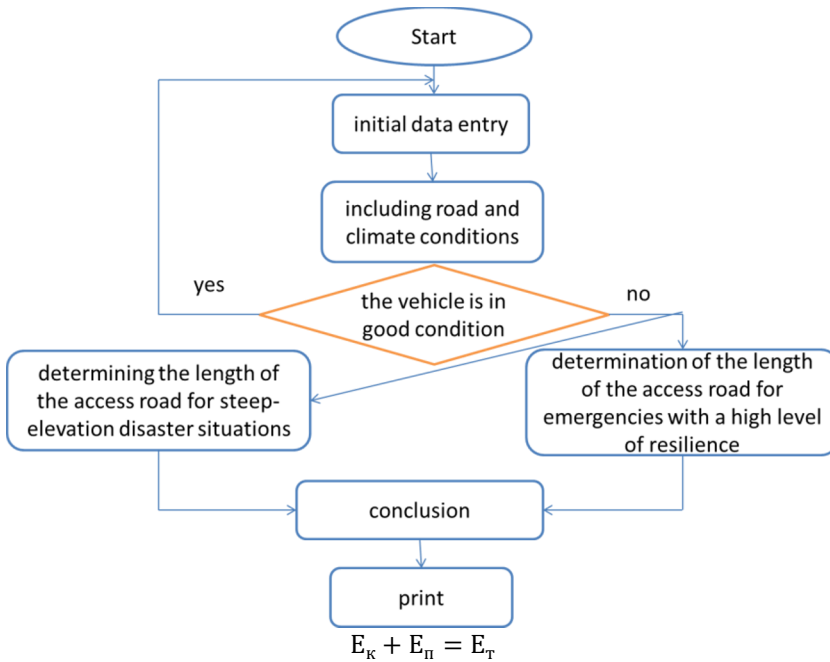 Start
initial data entry
including road and
climate conditions
yes
the vehicle is in
good condition
no
determining the length of
the access road for steep-
elevation disaster situations
determination of the length
of the access road for
emergencies with a high level
of resilience
conclusion
print
Eк + Eп = Eт